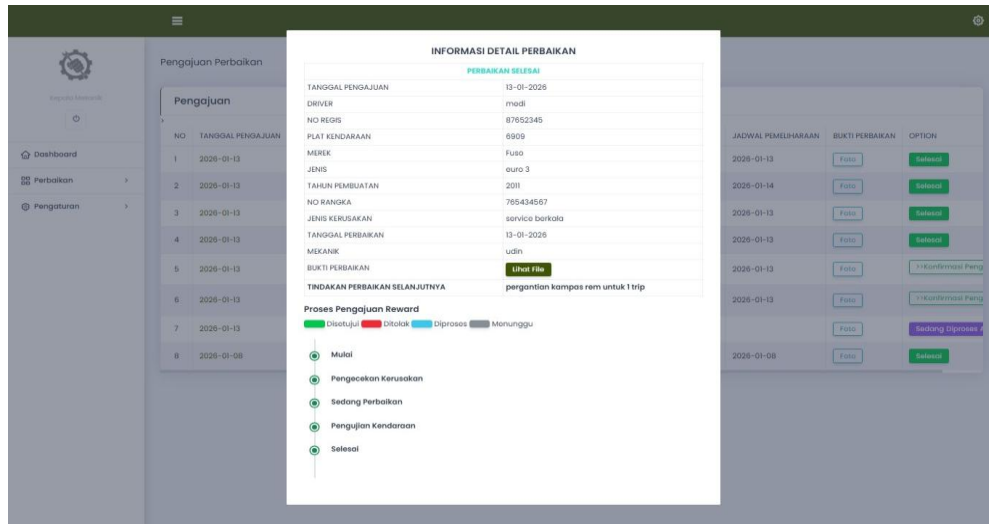 INFORMASI DETAIL PERBAIKAN
PERBAIKAN SELESAI
TANGGAL PENGAJUAN 13-01-2026
DRIVER modi
NO REGIS 87652345
PLAT KENDARAAN 6909
MEREK Fuso
JENIS euro 3
TAHUN PEMBUATAN 2011
NO RANGKA 765434567
JENIS KERUSAKAN service berkala
TANGGAL PERBAIKAN 13-01-2026
MEKANIK udin
BUKTI PERBAIKAN Lihat File
TINDAKAN PERBAIKAN SELANJUTNYA pergantian kampas rem untuk 1 trip
Proses Pengajuan Reward
Disetujui Ditolak Diproses Menunggu
Mulai
Pengecekan Kerusakan
Sedang Perbaikan
Pengujian Kendaraan
Selesai
Dashboard
Perbaikan
Pengaturan
Pengajuan Perbaikan
Pengajuan
NO TANGGAL PENGAJUAN JADWAL PEMELIHARAAN BUKTI PERBAIKAN OPTION
1 2026-01-13 2026-01-13 Foto Selesai
2 2026-01-13 2026-01-14 Foto Selesai
3 2026-01-13 2026-01-13 Foto Selesai
4 2026-01-13 2026-01-13 Foto Selesai
5 2026-01-13 2026-01-13 Foto >>Konfirmasi Peng
6 2026-01-13 2026-01-13 Foto >>Konfirmasi Peng
7 2026-01-13 Foto Sedang Diproses
8 2026-01-08 2026-01-08 Foto Selesai